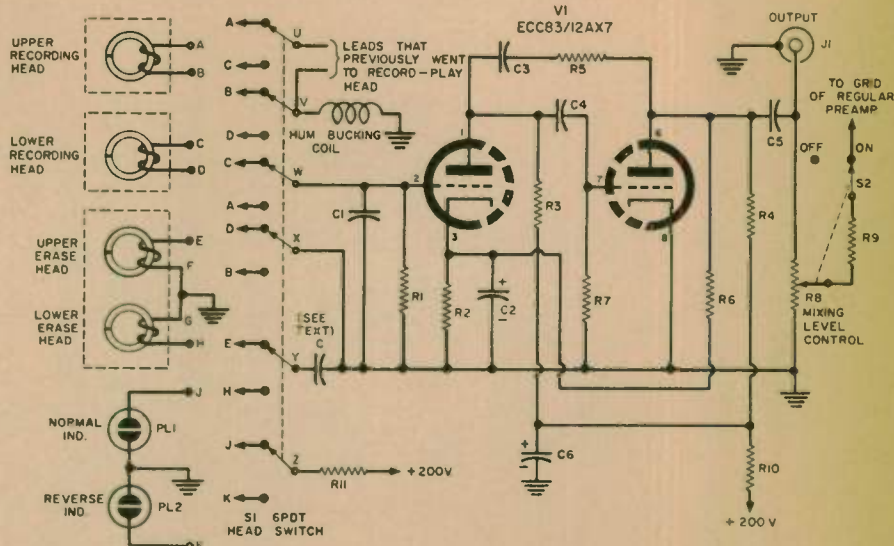 UPPER
RECORDING
HEAD
A
B
LOWER
RECORDING
HEAD
C
D
UPPER
ERASE
HEAD
E
F
LOWER
ERASE
HEAD
G
H
NORMAL
IND.
PL1
J
REVERSE
IND.
PL2
K
A
U
C
B
V
D
C
W
A
D
X
B
E
Y
H
J
Z
K
S1 6PDT
HEAD SWITCH
LEADS THAT
PREVIOUSLY WENT
TO RECORD-PLAY
HEAD
HUM BUCKING
COIL
(SEE
TEXT)
C
R11
+200V
V1
ECC83/12AX7
C3
R5
C4
1
2
3
6
7
8
C1
R1
R2
C2
+
-
R3
R7
R6
R4
C5
C6
+
-
R10
+200V
OUTPUT
J1
TO GRID
OF REGULAR
PREAMP.
OFF
ON
S2
R9
R8
MIXING
LEVEL
CONTROL